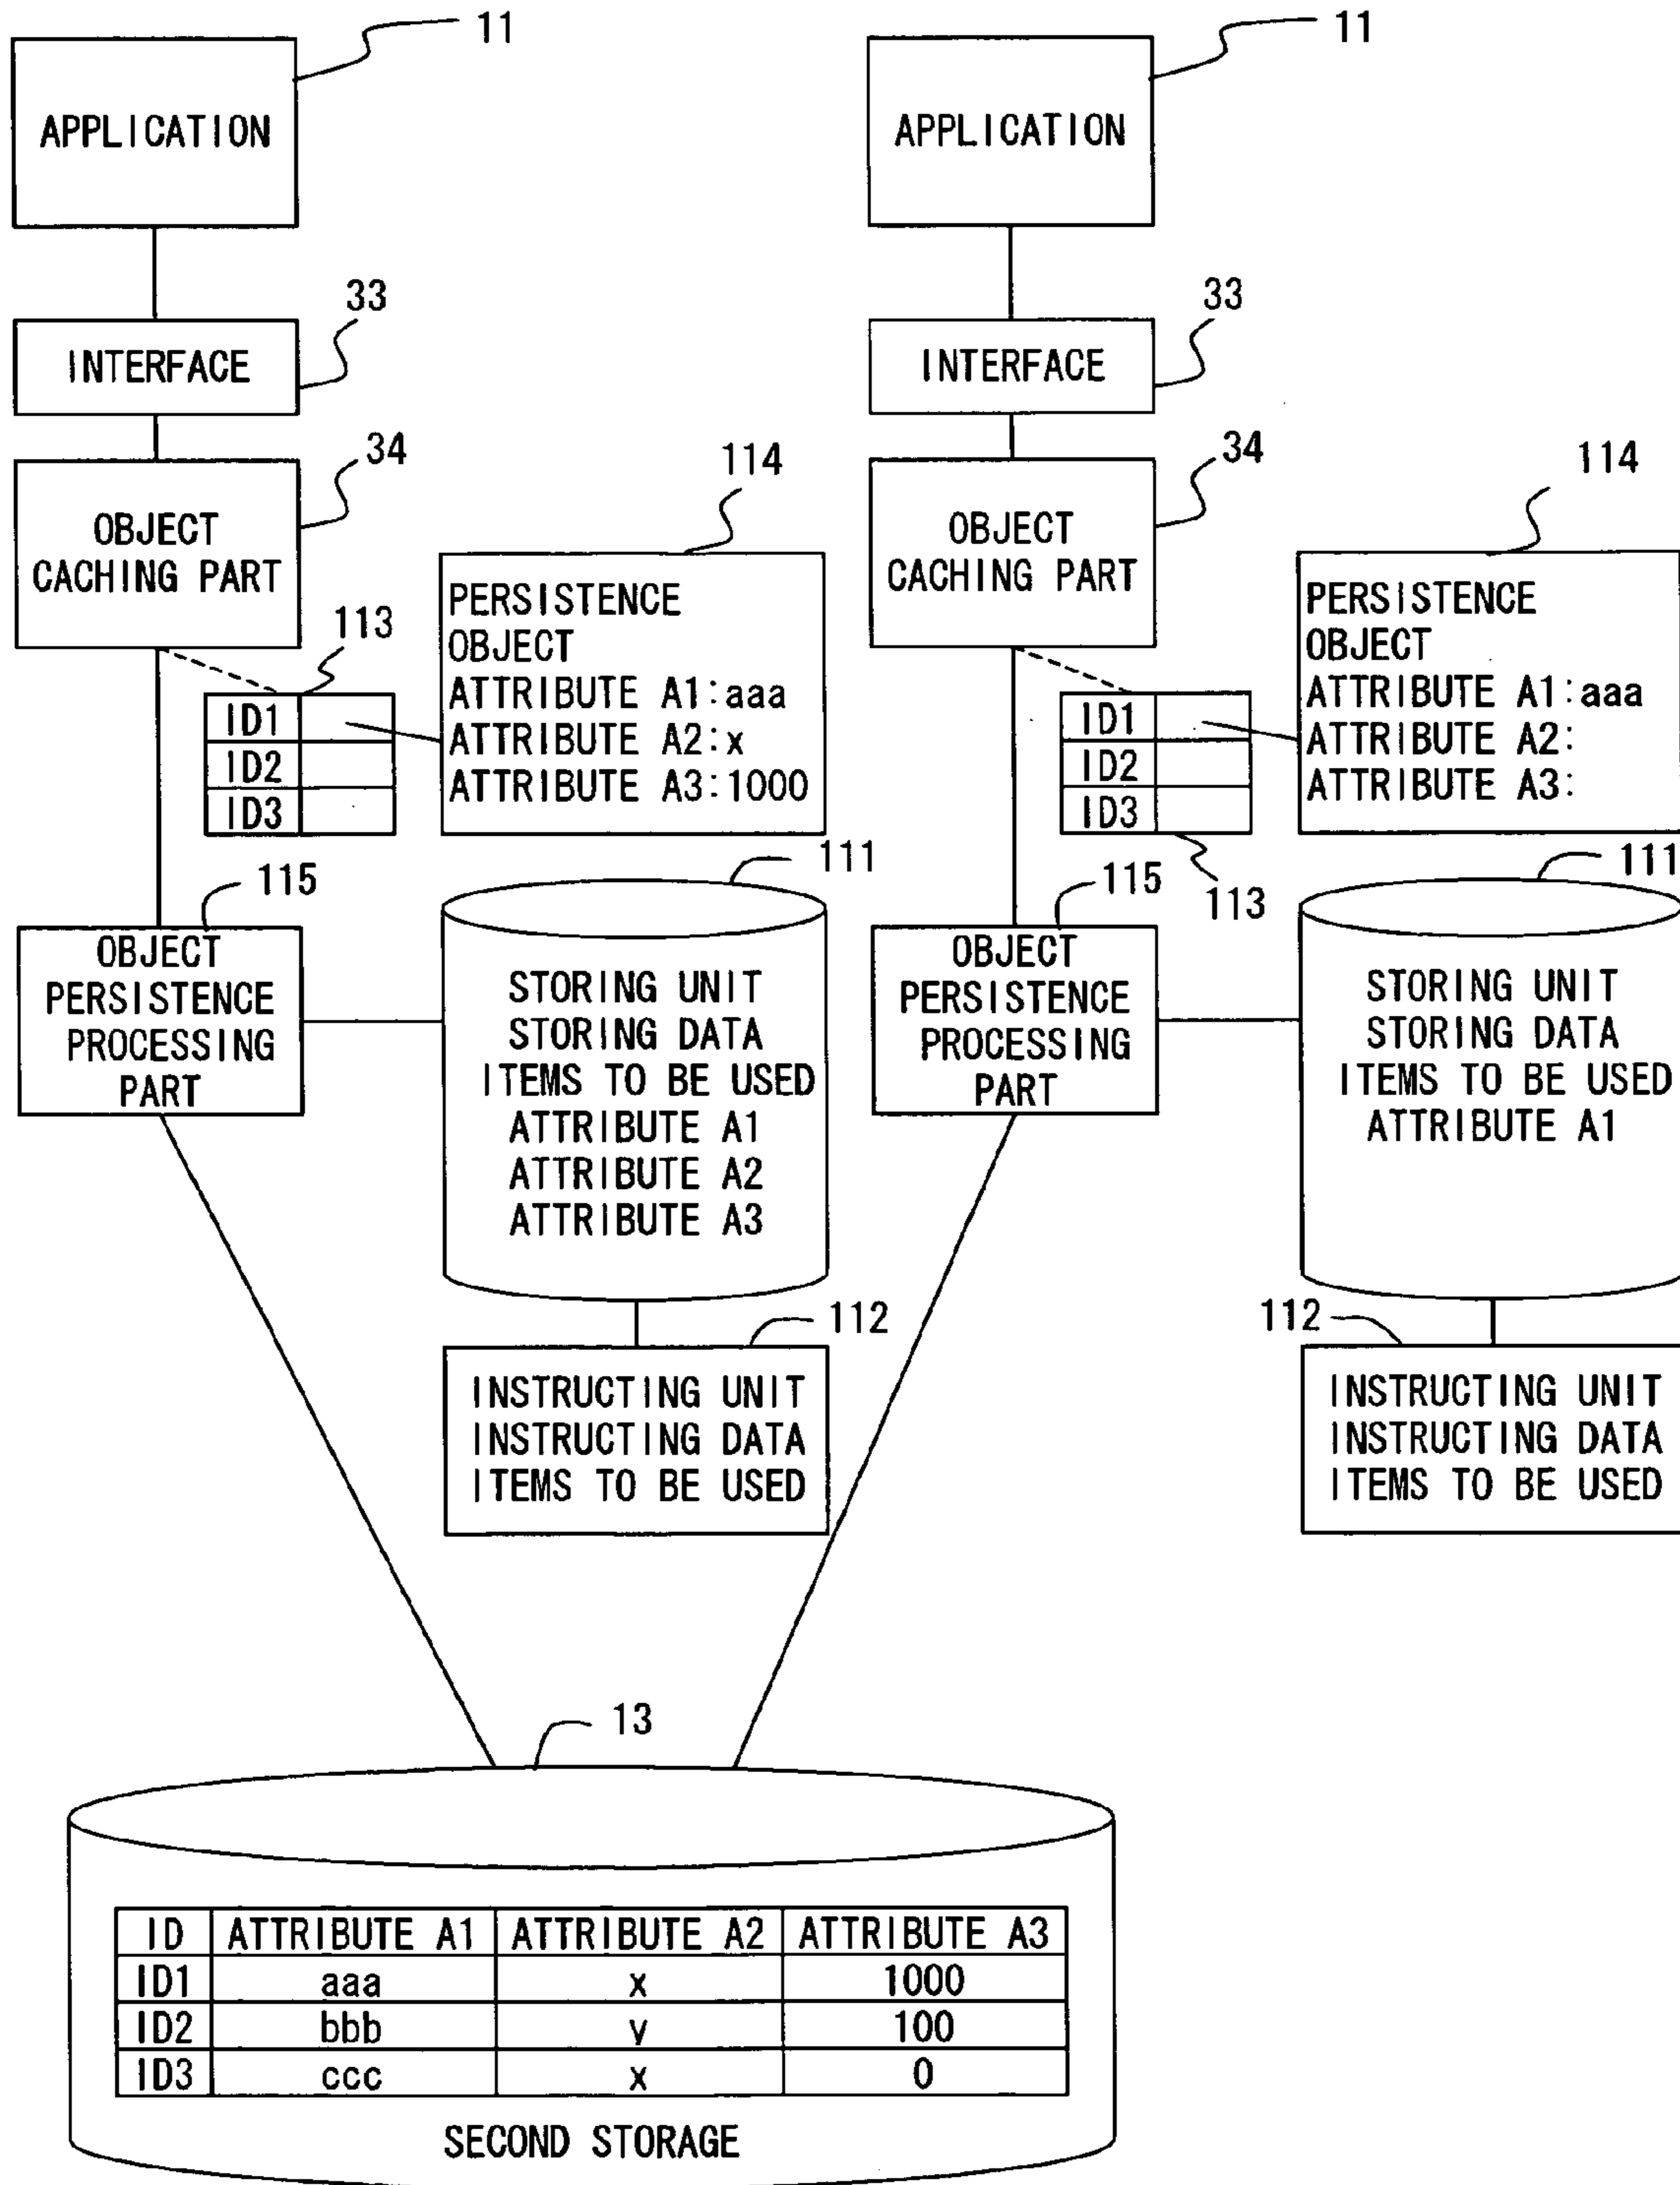 11
11
APPLICATION
APPLICATION
33
33
INTERFACE
INTERFACE
34
34
OBJECT
CACHING PART
114
OBJECT
CACHING PART
114
113
PERSISTENCE
OBJECT
ATTRIBUTE A1:aaa
ATTRIBUTE A2:x
ATTRIBUTE A3:1000
PERSISTENCE
OBJECT
ATTRIBUTE A1:aaa
ATTRIBUTE A2:
ATTRIBUTE A3:
ID1
ID2
ID3
ID1
ID2
ID3
113
115
111
115
111
OBJECT
PERSISTENCE
PROCESSING
PART
STORING UNIT
STORING DATA
ITEMS TO BE USED
ATTRIBUTE A1
ATTRIBUTE A2
ATTRIBUTE A3
OBJECT
PERSISTENCE
PROCESSING
PART
STORING UNIT
STORING DATA
ITEMS TO BE USED
ATTRIBUTE A1
112
112
INSTRUCTING UNIT
INSTRUCTING DATA
ITEMS TO BE USED
INSTRUCTING UNIT
INSTRUCTING DATA
ITEMS TO BE USED
13
ID ATTRIBUTE A1 ATTRIBUTE A2 ATTRIBUTE A3
ID1 aaa x 1000
ID2 bbb y 100
ID3 ccc x 0
SECOND STORAGE